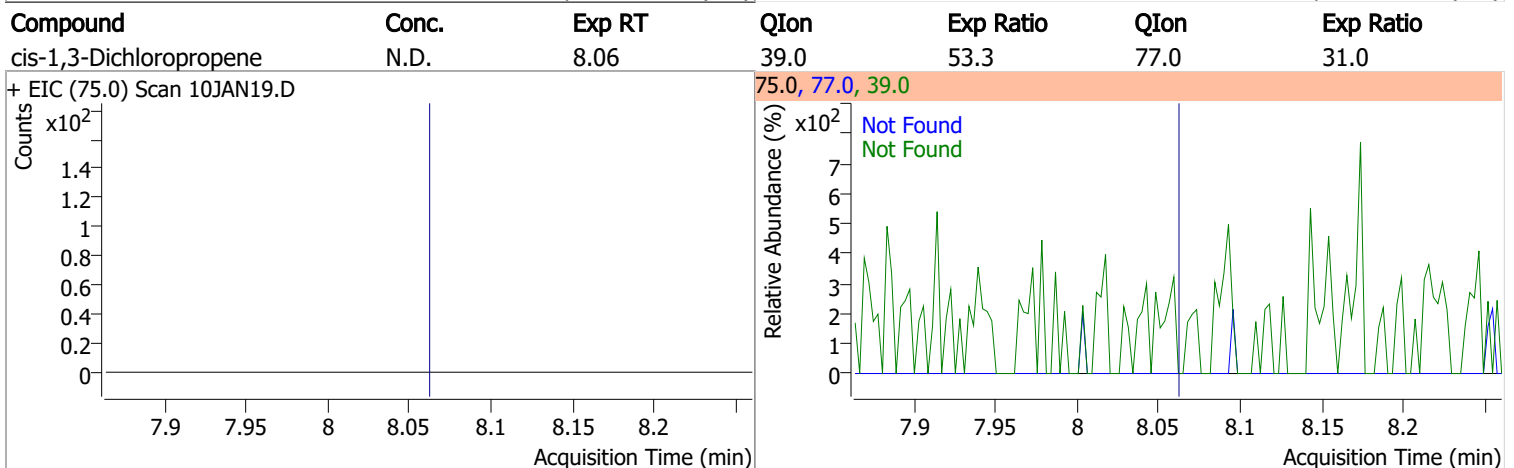 Compound Conc. Exp RT QIon Exp Ratio QIon Exp Ratio
cis-1,3-Dichloropropene N.D. 8.06 39.0 53.3 77.0 31.0
+ EIC (75.0) Scan 10JAN19.D
Counts
x10²
1.4
1.2
1
0.8
0.6
0.4
0.2
0
7.9 7.95 8 8.05 8.1 8.15 8.2
Acquisition Time (min)
75.0, 77.0, 39.0
Relative Abundance (%)
x10²
Not Found
Not Found
7
6
5
4
3
2
1
0
7.9 7.95 8 8.05 8.1 8.15 8.2
Acquisition Time (min)